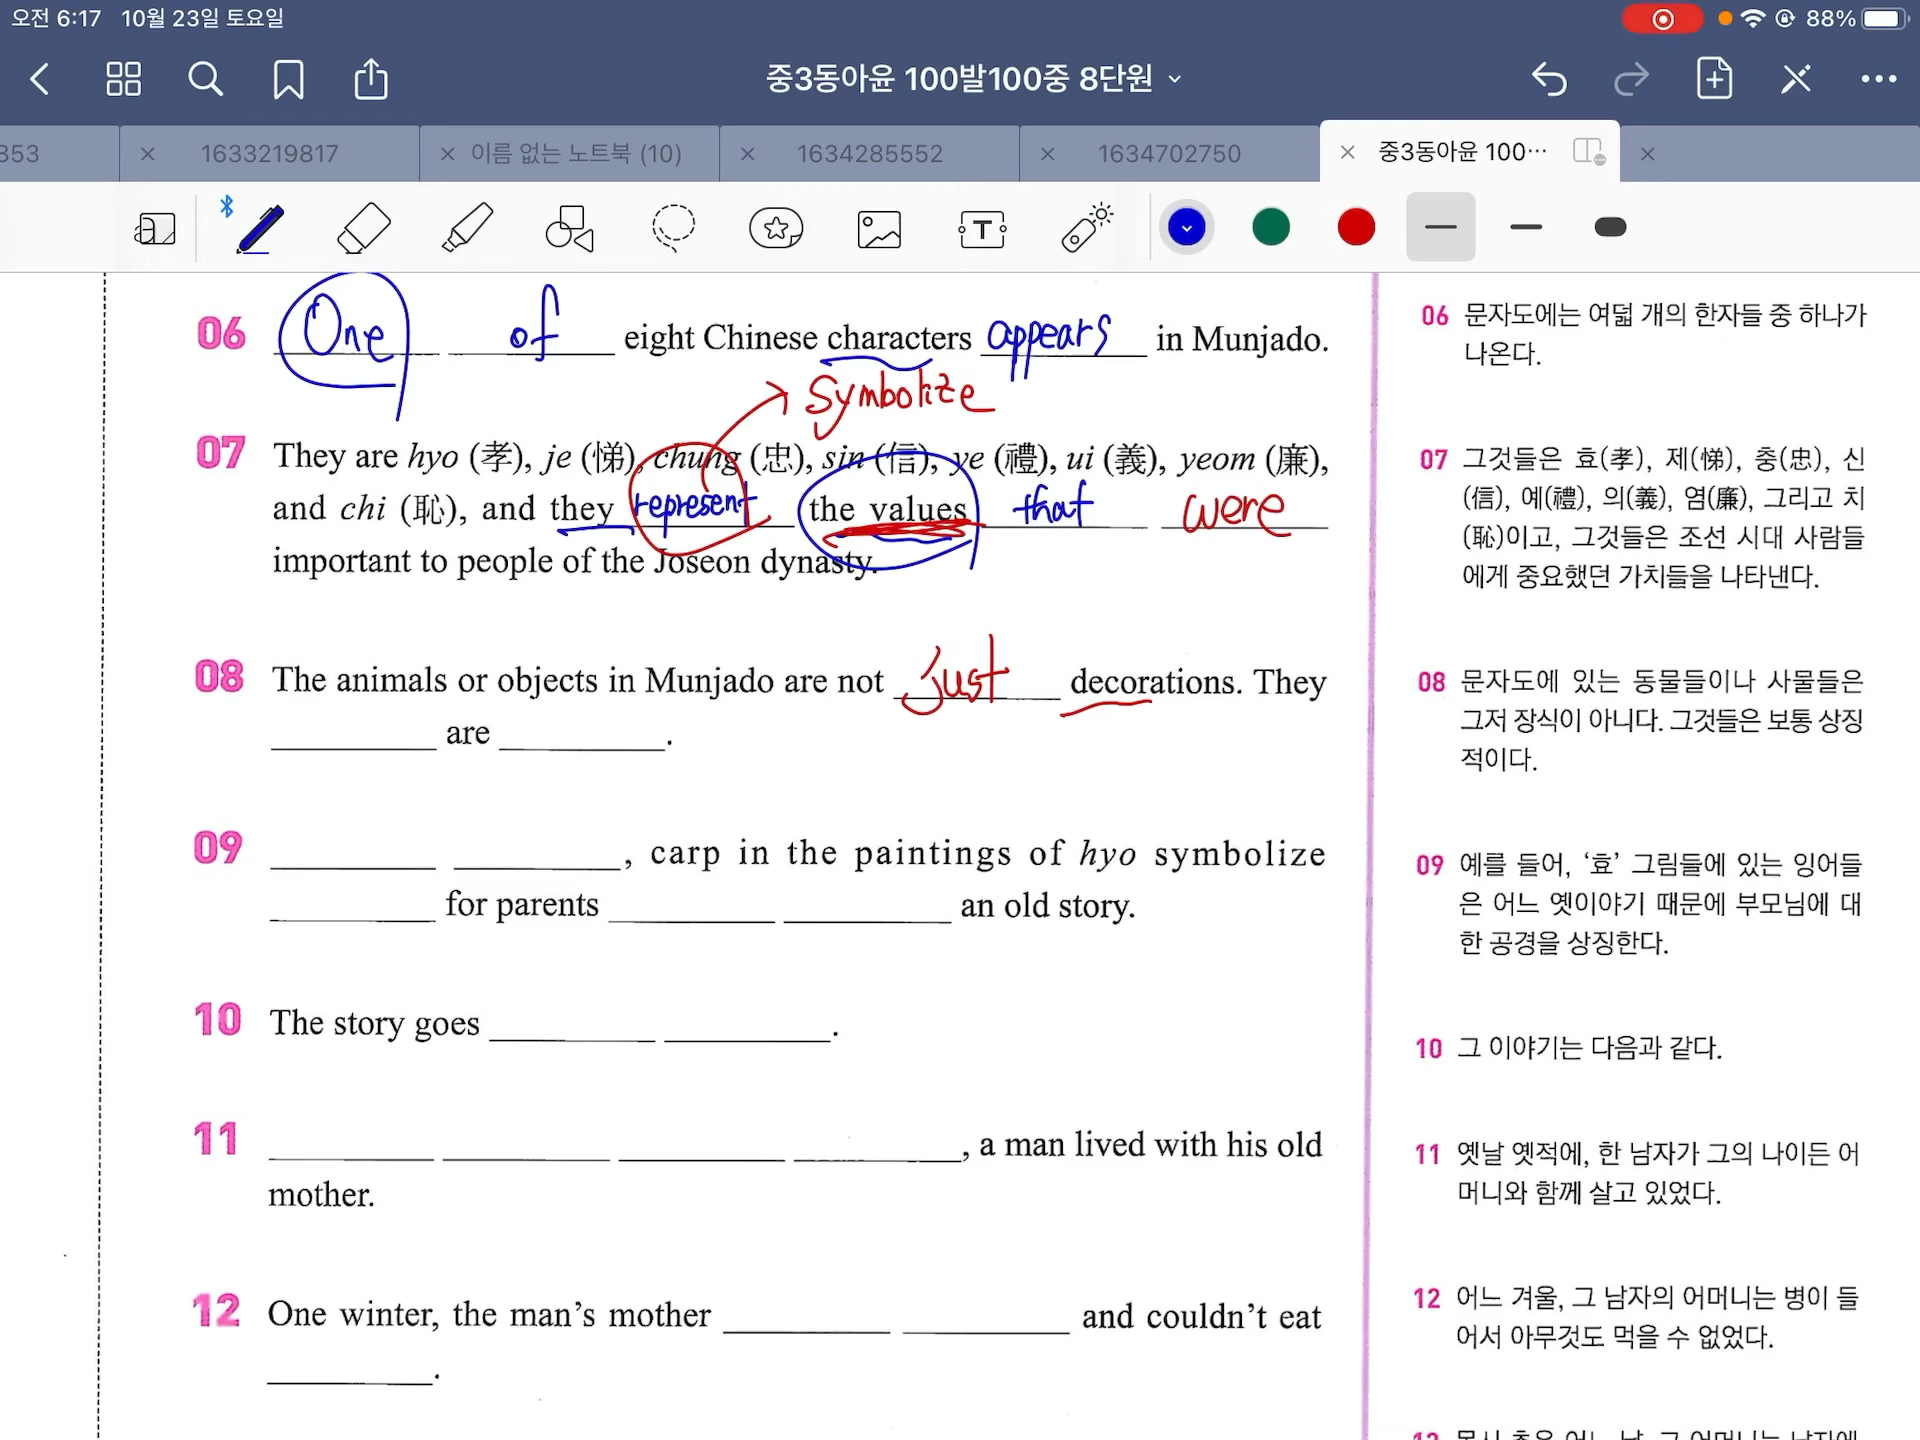 오전 6:17 10월 23일 토요일 88%
중3동아윤 100발100중 8단원
853 1633219817 이름 없는 노트북 (10) 1634285552 1634702750 중3동아윤 100…
06 One of eight Chinese characters appears in Munjado.
symbolize
07 They are hyo (孝), je (悌), chung (忠), sin (信), ye (禮), ui (義), yeom (廉),
and chi (恥), and they represent the values that were
important to people of the Joseon dynasty.
08 The animals or objects in Munjado are not just decorations. They
are .
09 , carp in the paintings of hyo symbolize
for parents an old story.
10 The story goes .
11 , a man lived with his old
mother.
12 One winter, the man's mother and couldn't eat
.
06 문자도에는 여덟 개의 한자들 중 하나가
나온다.
07 그것들은 효(孝), 제(悌), 충(忠), 신
(信), 예(禮), 의(義), 염(廉), 그리고 치
(恥)이고, 그것들은 조선 시대 사람들
에게 중요했던 가치들을 나타낸다.
08 문자도에 있는 동물들이나 사물들은
그저 장식이 아니다. 그것들은 보통 상징
적이다.
09 예를 들어, ‘효’ 그림들에 있는 잉어들
은 어느 옛이야기 때문에 부모님에 대
한 공경을 상징한다.
10 그 이야기는 다음과 같다.
11 옛날 옛적에, 한 남자가 그의 나이든 어
머니와 함께 살고 있었다.
12 어느 겨울, 그 남자의 어머니는 병이 들
어서 아무것도 먹을 수 없었다.